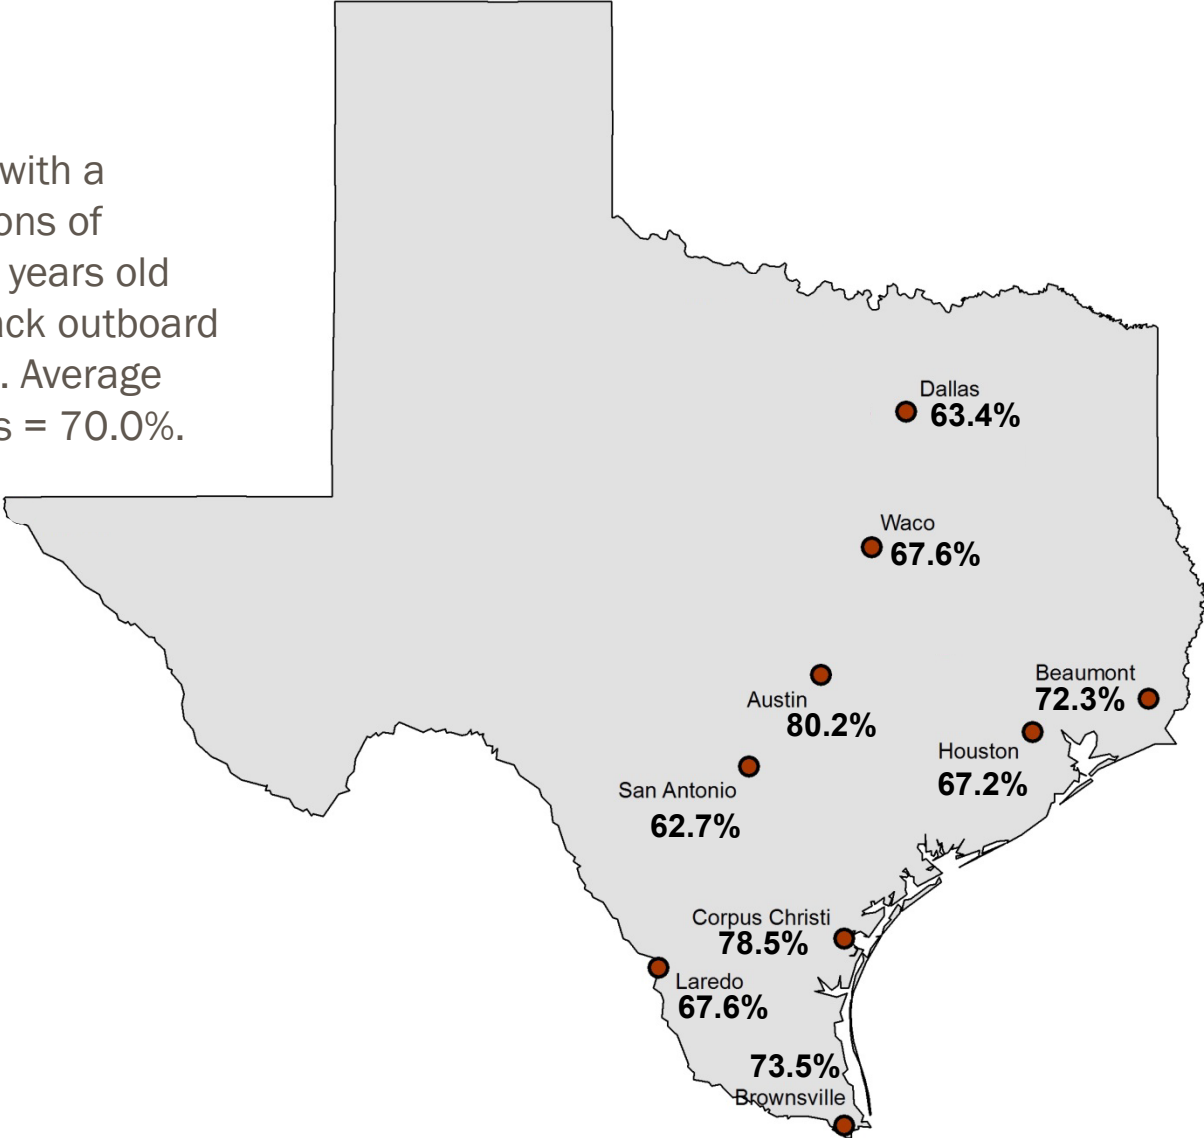 with a
ons of
years old
ack outboard
. Average
s = 70.0%.
Dallas
63.4%
Waco
67.6%
Beaumont
72.3%
Austin
80.2%
Houston
67.2%
San Antonio
62.7%
Corpus Christi
78.5%
Laredo
67.6%
73.5%
Brownsville